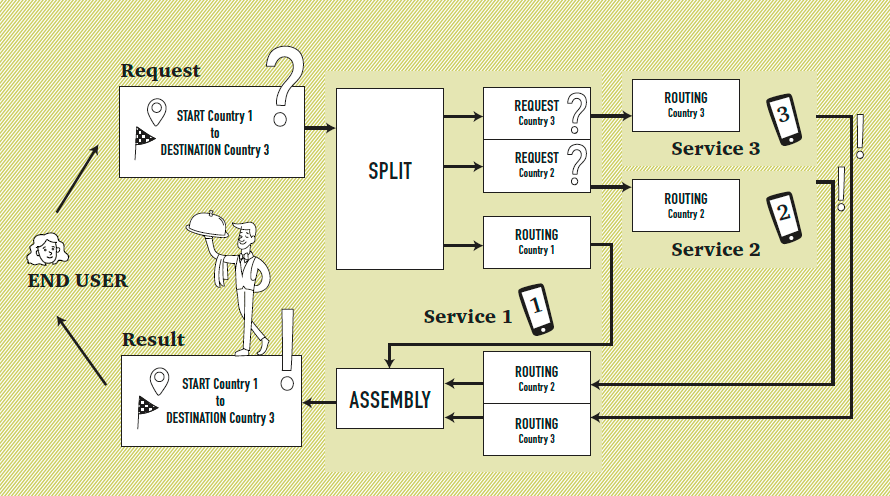 Request
?
START Country 1
to
DESTINATION Country 3
SPLIT
REQUEST
Country 3
?
REQUEST
Country 2
?
ROUTING
Country 1
ROUTING
Country 3
3
Service 3
!
ROUTING
Country 2
2
Service 2
!
END USER
Service 1
1
Result
!
START Country 1
to
DESTINATION Country 3
ASSEMBLY
ROUTING
Country 2
ROUTING
Country 3